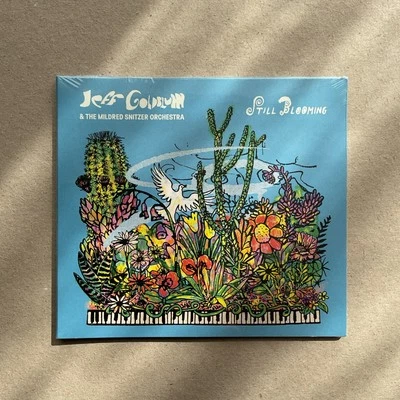 Jeff Goldblum
& THE MILDRED SNITZER ORCHESTRA
STILL BLOOMING